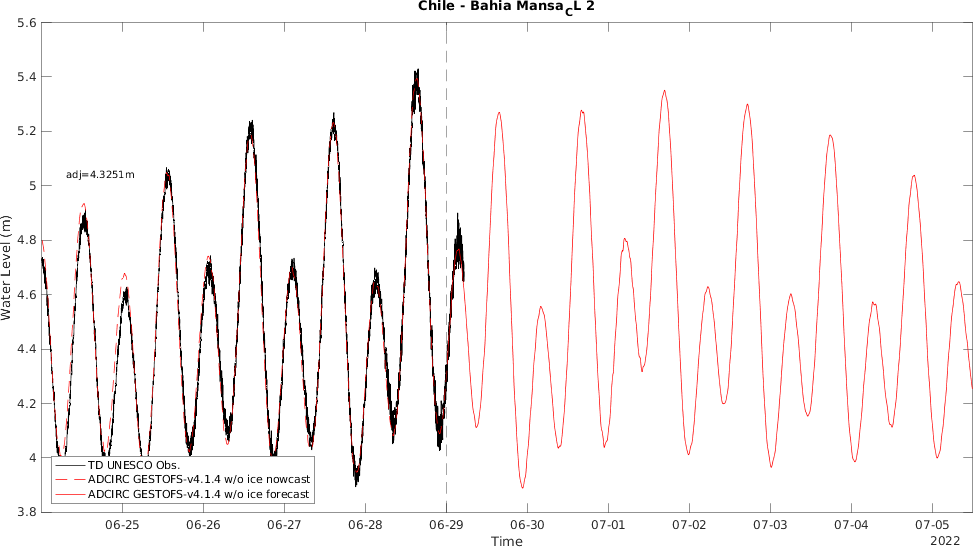 Chile - Bahia MansaCL 2
5.6
5.4
5.2
5
4.8
4.6
4.4
4.2
4
3.8
Water Level (m)
adj=4.3251m
TD UNESCO Obs.
ADCIRC GESTOFS-v4.1.4 w/o ice nowcast
ADCIRC GESTOFS-v4.1.4 w/o ice forecast
06-25 06-26 06-27 06-28 06-29 06-30 07-01 07-02 07-03 07-04 07-05
Time
2022